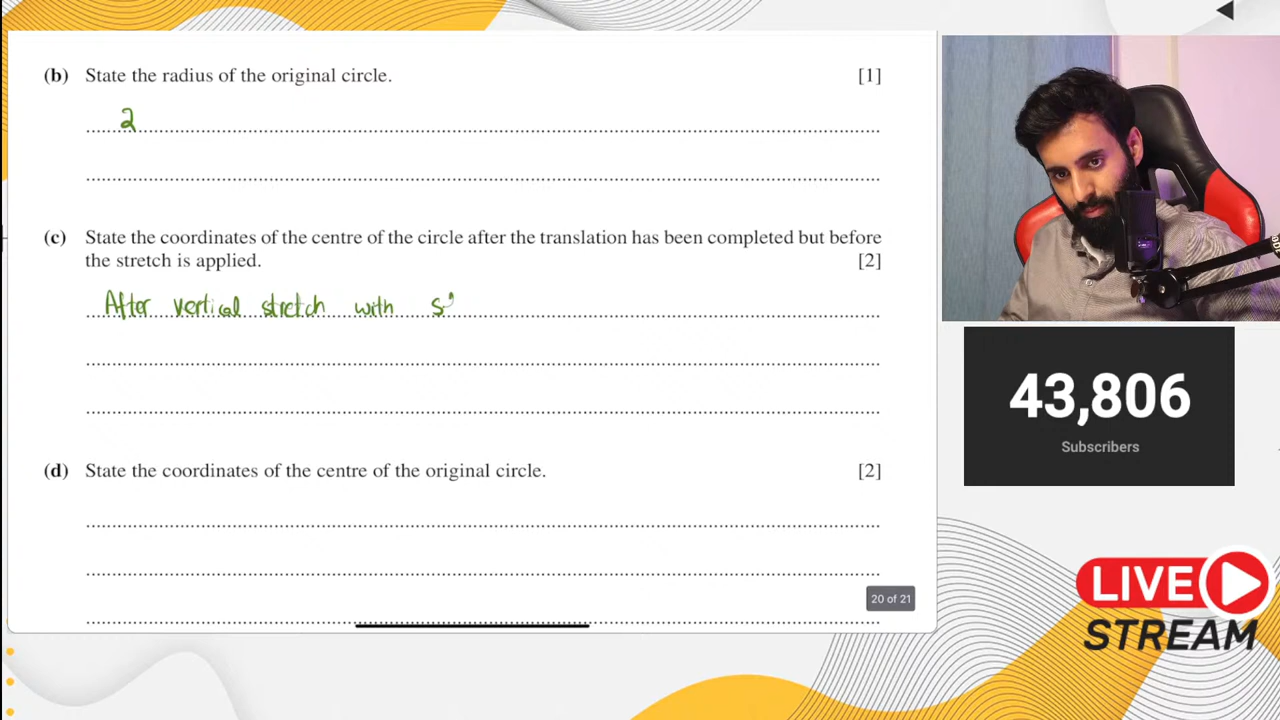 (b) State the radius of the original circle. [1]
2
(c) State the coordinates of the centre of the circle after the translation has been completed but before
the stretch is applied. [2]
After vertical stretch with
(d) State the coordinates of the centre of the original circle. [2]
20 of 21
43,806
Subscribers
LIVE
STREAM